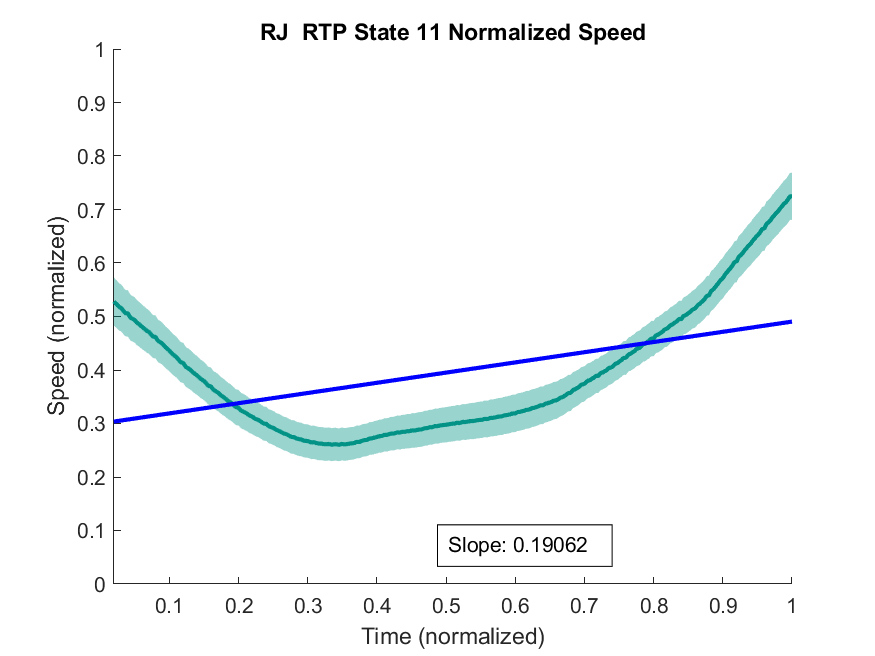 RJ  RTP State 11 Normalized Speed
1
0.9
0.8
0.7
0.6
0.5
0.4
0.3
0.2
0.1
0
Speed (normalized)
Slope: 0.19062
0.1 0.2 0.3 0.4 0.5 0.6 0.7 0.8 0.9 1
Time (normalized)